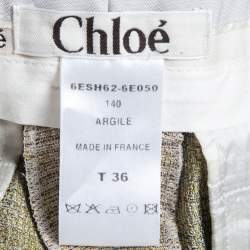 é
Chloé
6ESH62-6E050
140
ARGILE
MADE IN FRANCE
T 36